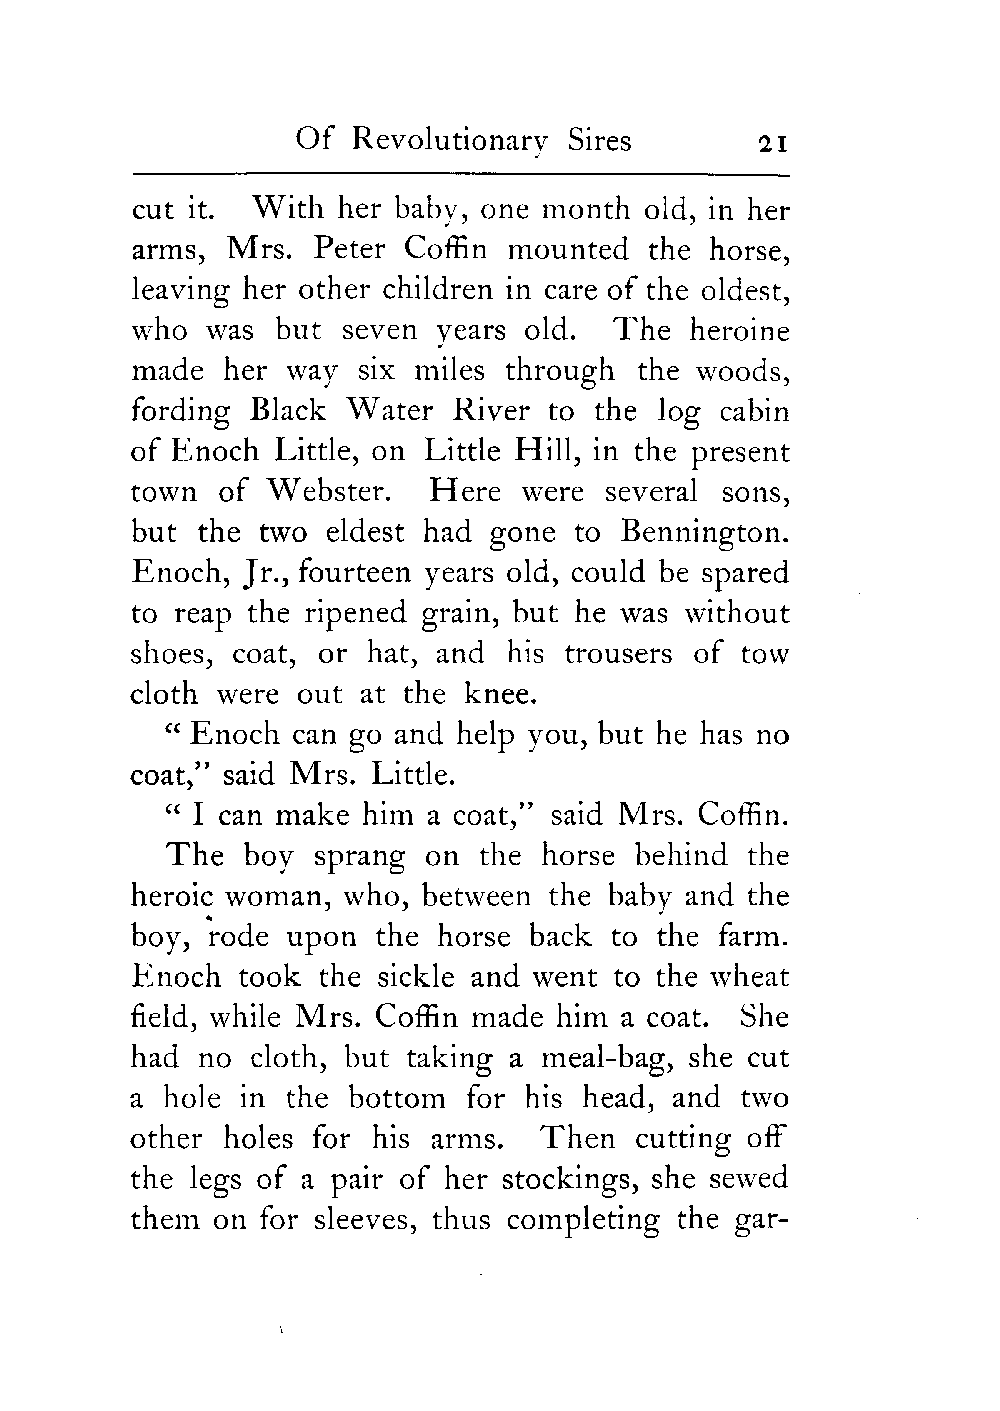 Of Revolutionary Sires 21
cut it. With her baby, one month old, in her
arms, Mrs. Peter Coffin mounted the horse,
leaving her other children in care of the oldest,
who was but seven years old. The heroine
made her way six miles through the woods,
fording Black Water River to the log cabin
of Enoch Little, on Little Hill, in the present
town of Webster. Here were several sons,
but the two eldest had gone to Bennington.
Enoch, Jr., fourteen years old, could be spared
to reap the ripened grain, but he was without
shoes, coat, or hat, and his trousers of tow
cloth were out at the knee.
“ Enoch can go and help you, but he has no
coat,” said Mrs. Little.
“ I can make him a coat,” said Mrs. Coffin.
The boy sprang on the horse behind the
heroic woman, who, between the baby and the
boy, rode upon the horse back to the farm.
Enoch took the sickle and went to the wheat
field, while Mrs. Coffin made him a coat. She
had no cloth, but taking a meal-bag, she cut
a hole in the bottom for his head, and two
other holes for his arms. Then cutting off
the legs of a pair of her stockings, she sewed
them on for sleeves, thus completing the gar-